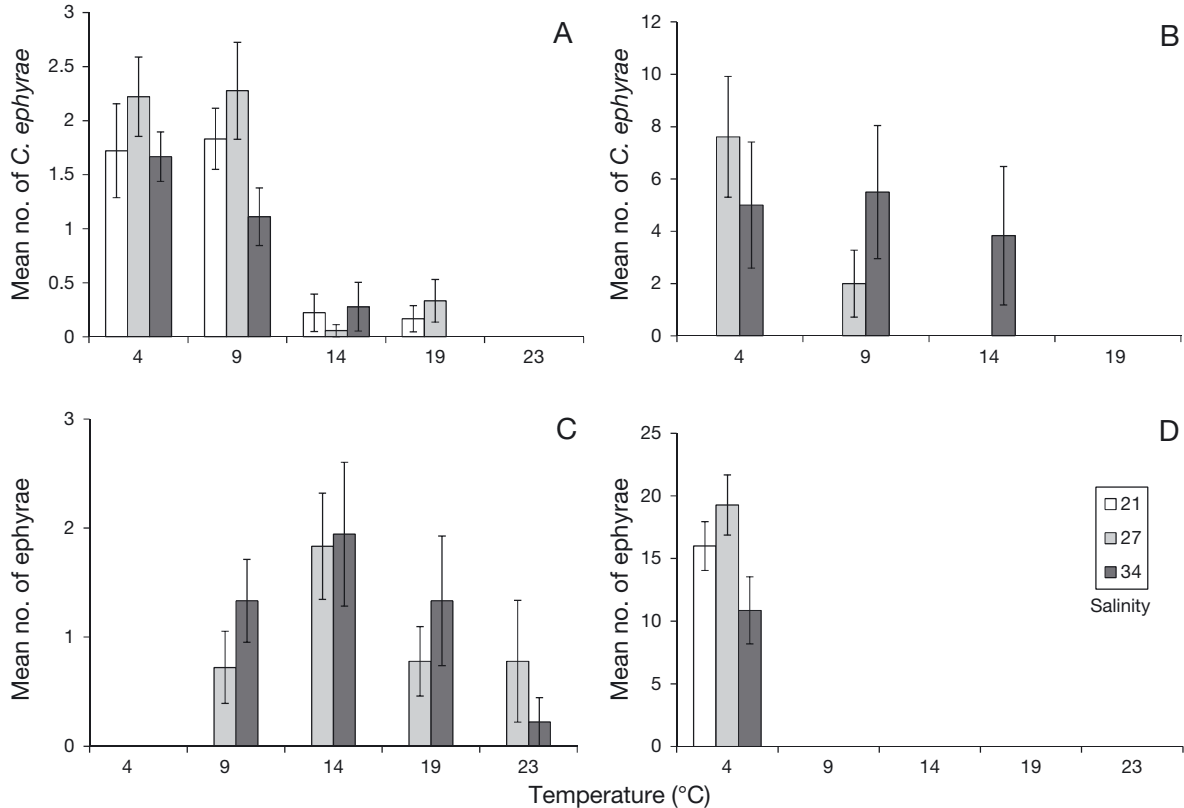 A
Mean no. of C. ephyrae
3
2.5
2
1.5
1
0.5
0
4 9 14 19 23
B
Mean no. of C. ephyrae
12
10
8
6
4
2
0
4 9 14 19
C
Mean no. of ephyrae
3
2
1
0
4 9 14 19 23
D
Mean no. of ephyrae
25
20
15
10
5
0
4 9 14 19 23
21
27
34
Salinity
Temperature (°C)